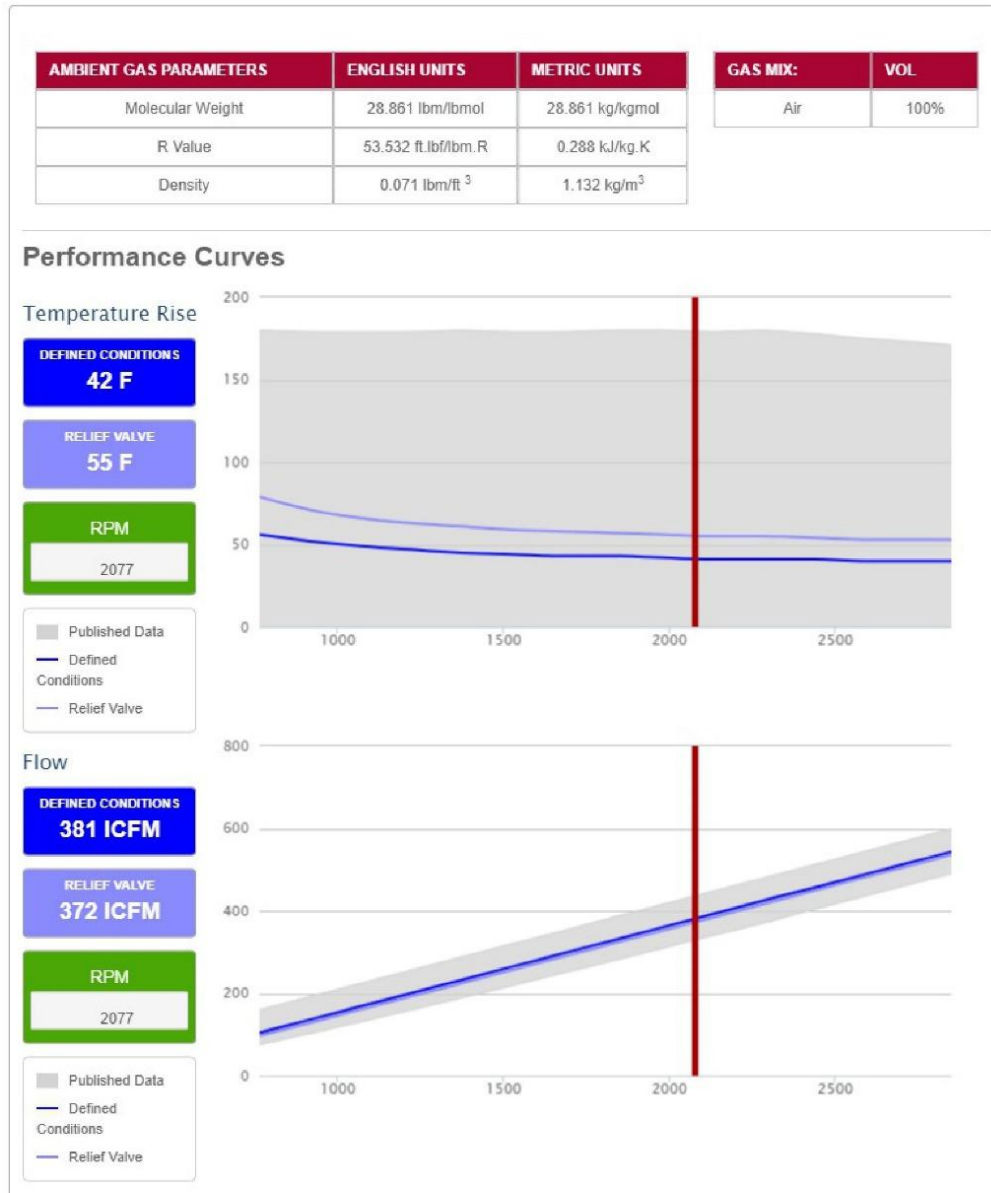 AMBIENT GAS PARAMETERS ENGLISH UNITS METRIC UNITS
Molecular Weight 28.861 lbm/lbmol 28.861 kg/kgmol
R Value 53.532 ft.lbf/lbm.R 0.288 kJ/kg.K
Density 0.071 lbm/ft 3 1.132 kg/m3
GAS MIX: VOL
Air 100%
Performance Curves
Temperature Rise
DEFINED CONDITIONS
42 F
RELIEF VALVE
55 F
RPM
2077
Published Data
Defined
Conditions
Relief Valve
200
150
100
50
0
1000 1500 2000 2500
Flow
DEFINED CONDITIONS
381 ICFM
RELIEF VALVE
372 ICFM
RPM
2077
Published Data
Defined
Conditions
Relief Valve
800
600
400
200
0
1000 1500 2000 2500